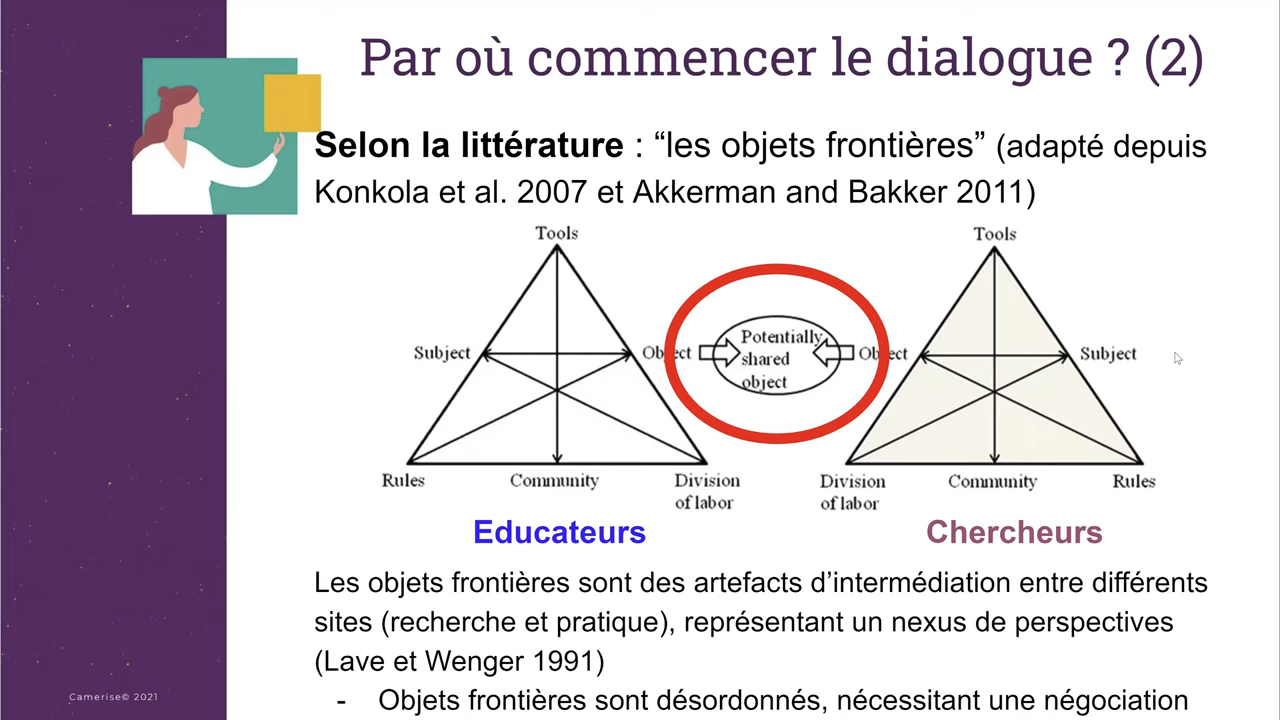 Par où commencer le dialogue ? (2)
Selon la littérature : “les objets frontières” (adapté depuis
Konkola et al. 2007 et Akkerman and Bakker 2011)
Tools
Tools
Subject
Object
Potentially
shared
object
Object
Subject
Rules
Community
Division
of labor
Division
of labor
Community
Rules
Educateurs
Chercheurs
Les objets frontières sont des artefacts d’intermédiation entre différents
sites (recherche et pratique), représentant un nexus de perspectives
(Lave et Wenger 1991)
- Objets frontières sont désordonnés, nécessitant une négociation
Camerise© 2021